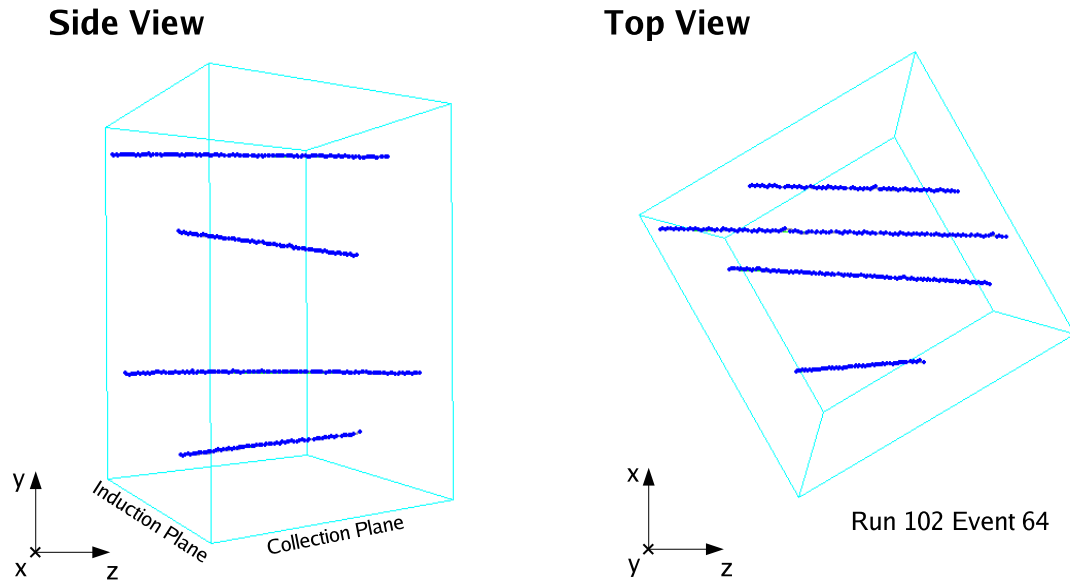 Side View
Top View
y
x
z
Induction Plane
Collection Plane
x
y
z
Run 102 Event 64